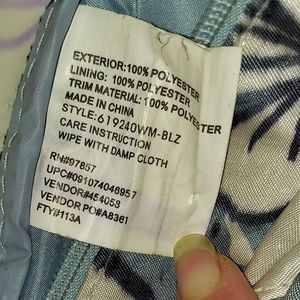 EXTERIOR:100% POLYESTER
LINING: 100% POLYESTER
TRIM MATERIAL:100% POLYESTER
MADE IN CHINA
STYLE:619240WM-BLZ
CARE INSTRUCTION
WIPE WITH DAMP CLOTH
RN#97857
UPC#091074046957
VENDOR#454053
VENDOR PO#A8361
FTY#113A